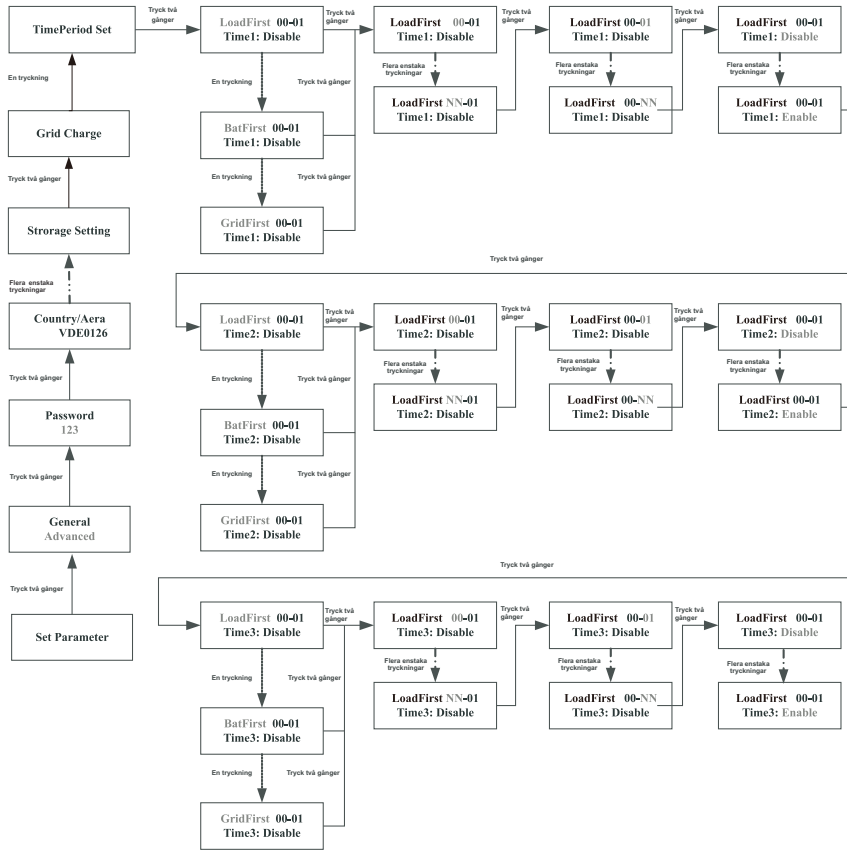 TimePeriod Set
Tryck två
gånger
LoadFirst 00-01
Time1: Disable
Tryck två
gånger
LoadFirst 00-01
Time1: Disable
Tryck två
gånger
LoadFirst 00-01
Time1: Disable
Tryck två
gånger
LoadFirst 00-01
Time1: Disable
En tryckning
En tryckning
Tryck två gånger
Flera enstaka
tryckningar
Flera enstaka
tryckningar
Flera enstaka
tryckningar
LoadFirst NN-01
Time1: Disable
LoadFirst 00-NN
Time1: Disable
LoadFirst 00-01
Time1: Enable
Grid Charge
BatFirst 00-01
Time1: Disable
Tryck två gånger
En tryckning
Tryck två gånger
Strorage Setting
GridFirst 00-01
Time1: Disable
Tryck två gånger
Flera enstaka
tryckningar
Country/Aera
VDE0126
LoadFirst 00-01
Time2: Disable
Tryck två
gånger
LoadFirst 00-01
Time2: Disable
Tryck två
gånger
LoadFirst 00-01
Time2: Disable
Tryck två
gånger
LoadFirst 00-01
Time2: Disable
Tryck två gånger
En tryckning
Tryck två gånger
Flera enstaka
tryckningar
Flera enstaka
tryckningar
Flera enstaka
tryckningar
LoadFirst NN-01
Time2: Disable
LoadFirst 00-NN
Time2: Disable
LoadFirst 00-01
Time2: Enable
Password
123
BatFirst 00-01
Time2: Disable
Tryck två gånger
En tryckning
Tryck två gånger
General
Advanced
GridFirst 00-01
Time2: Disable
Tryck två gånger
Tryck två gånger
Set Parameter
LoadFirst 00-01
Time3: Disable
Tryck två
gånger
LoadFirst 00-01
Time3: Disable
Tryck två
gånger
LoadFirst 00-01
Time3: Disable
Tryck två
gånger
LoadFirst 00-01
Time3: Disable
En tryckning
Tryck två gånger
Flera enstaka
tryckningar
Flera enstaka
tryckningar
Flera enstaka
tryckningar
LoadFirst NN-01
Time3: Disable
LoadFirst 00-NN
Time3: Disable
LoadFirst 00-01
Time3: Enable
BatFirst 00-01
Time3: Disable
En tryckning
Tryck två gånger
GridFirst 00-01
Time3: Disable